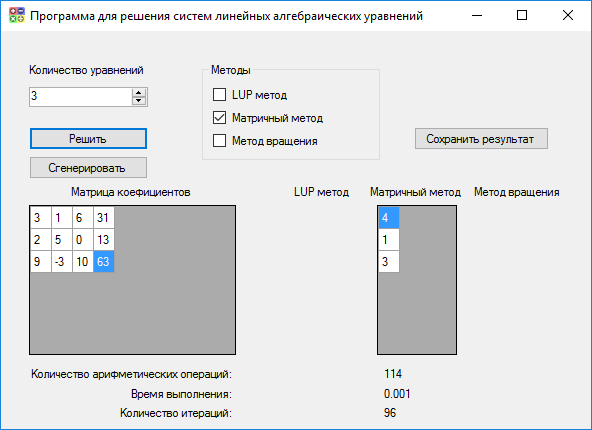 Программа для решения систем линейных алгебраических уравнений
Количество уравнений
3
Методы
LUP метод
Матричный метод
Метод вращения
Решить
Сгенерировать
Сохранить результат
Матрица коефициентов
LUP метод
Матричный метод
Метод вращения
3 1 6 31
2 5 0 13
9 -3 10 63
4
1
3
Количество арифметических операций: 114
Время выполнения: 0.001
Количество итераций: 96